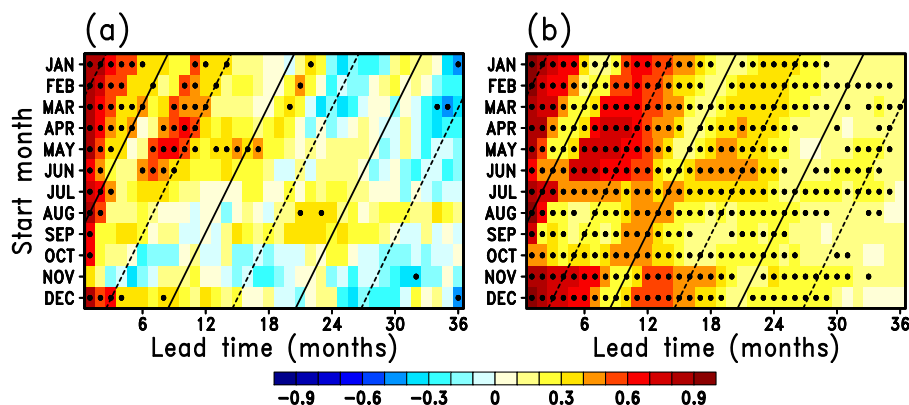 (a) (b)
JAN JAN
FEB FEB
MAR MAR
APR APR
MAY MAY
JUN JUN
JUL JUL
AUG AUG
SEP SEP
OCT OCT
NOV NOV
DEC DEC
Start month
6 12 18 24 30 36 6 12 18 24 30 36
Lead time (months) Lead time (months)
-0.9 -0.6 -0.3 0 0.3 0.6 0.9